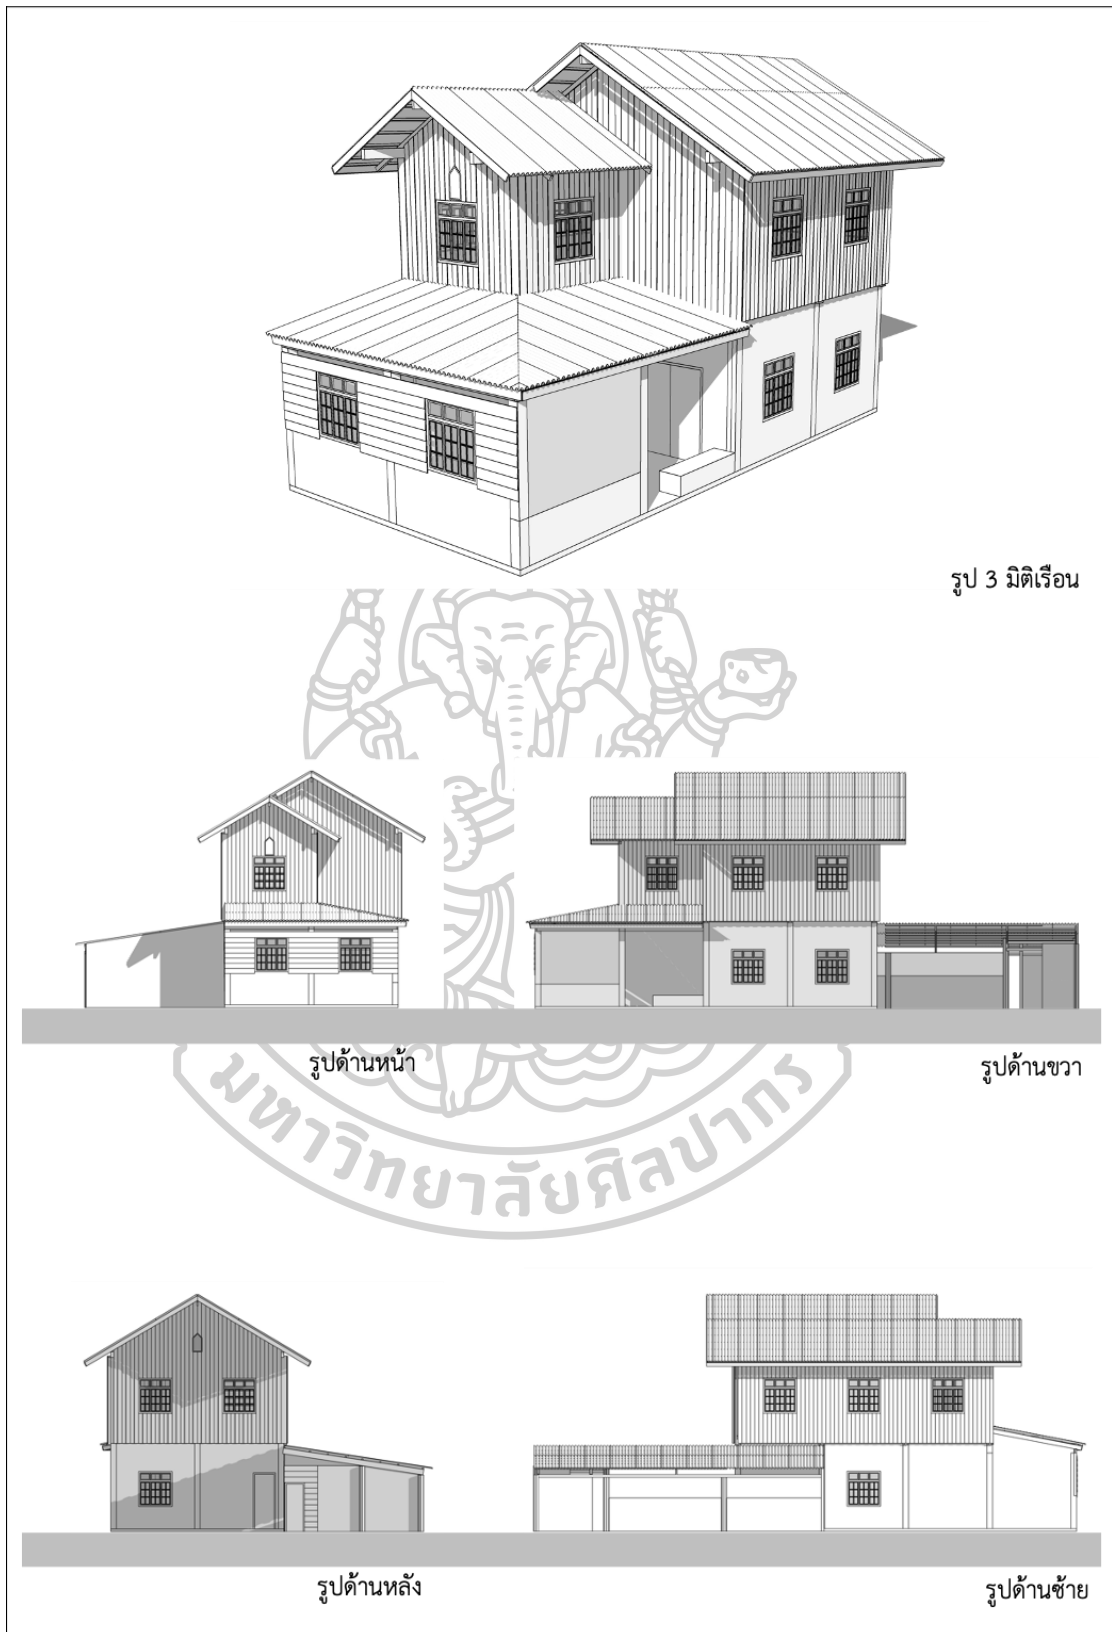 รูป 3 มิติเรือน
รูปด้านหน้า
รูปด้านขวา
มหาวิทยาลัยศิลปากร
รูปด้านหลัง
รูปด้านซ้าย